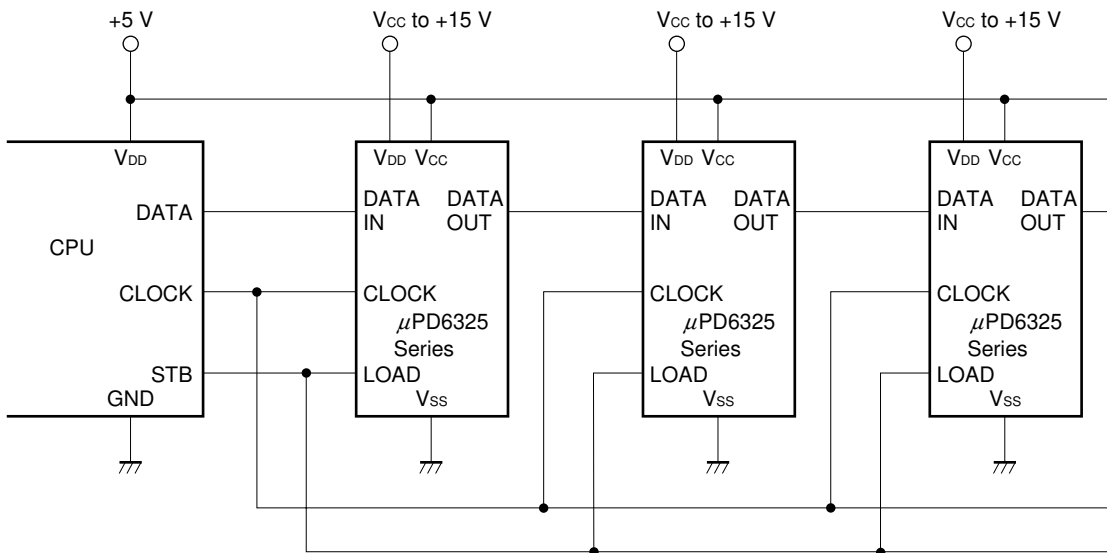 +5 V
VCC to +15 V
VCC to +15 V
VCC to +15 V
VDD
VDD VCC
VDD VCC
VDD VCC
DATA
DATA IN
DATA OUT
DATA IN
DATA OUT
DATA IN
DATA OUT
CPU
CLOCK
CLOCK
CLOCK
CLOCK
μPD6325
Series
μPD6325
Series
μPD6325
Series
STB
LOAD
LOAD
LOAD
GND
VSS
VSS
VSS